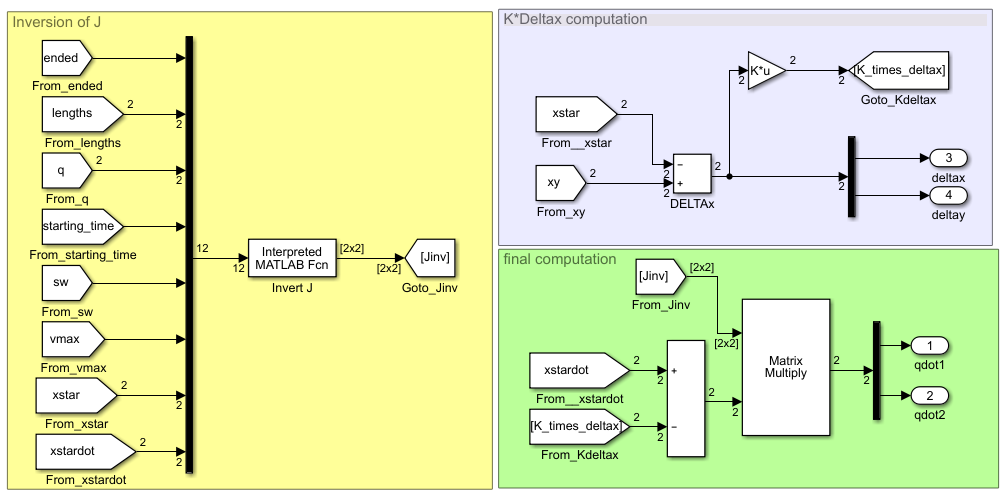 Inversion of J
ended
From_ended
lengths
2
2
From_lengths
q
2
2
From_q
starting_time
From_starting_time
sw
From_sw
vmax
From_vmax
xstar
2
2
From_xstar
xstardot
2
2
From_xstardot
12
12
Interpreted
MATLAB Fcn
Invert J
[2x2]
[2x2]
[Jinv]
Goto_Jinv
K*Deltax computation
xstar
2
From__xstar
xy
2
From_xy
2
−
2
+
2
DELTAx
2
2
K*u
2
2
[K_times_deltax]
Goto_Kdeltax
2
3
deltax
4
deltay
final computation
[Jinv]
[2x2]
From_Jinv
[2x2]
xstardot
2
2
+
From__xstardot
[K_times_deltax]
2
2
−
From_Kdeltax
2
2
Matrix
Multiply
2
2
1
qdot1
2
qdot2